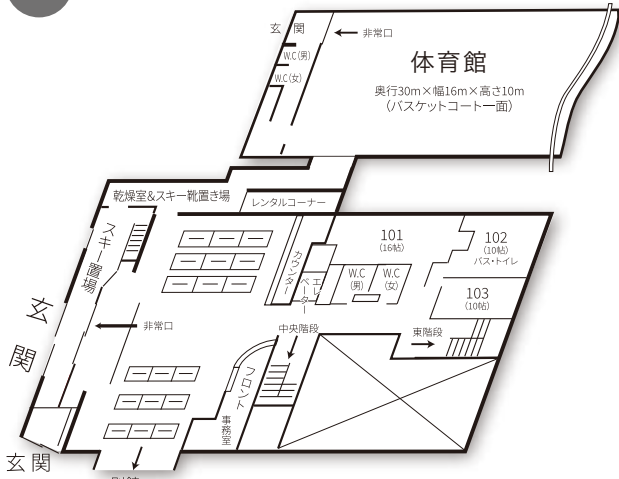 玄 関
W.C(男)
W.C(女)
非常口
体育館
奥行30m×幅16m×高さ10m
（バスケットコート一面）
乾燥室&スキー靴置き場
レンタルコーナー
スキー置場
カウンター
エレベーター
101
(16帖)
102
(10帖)
バス・トイレ
W.C
(男)
W.C
(女)
103
(10帖)
玄関
非常口
中央階段
東階段
フロント
事務室
玄関